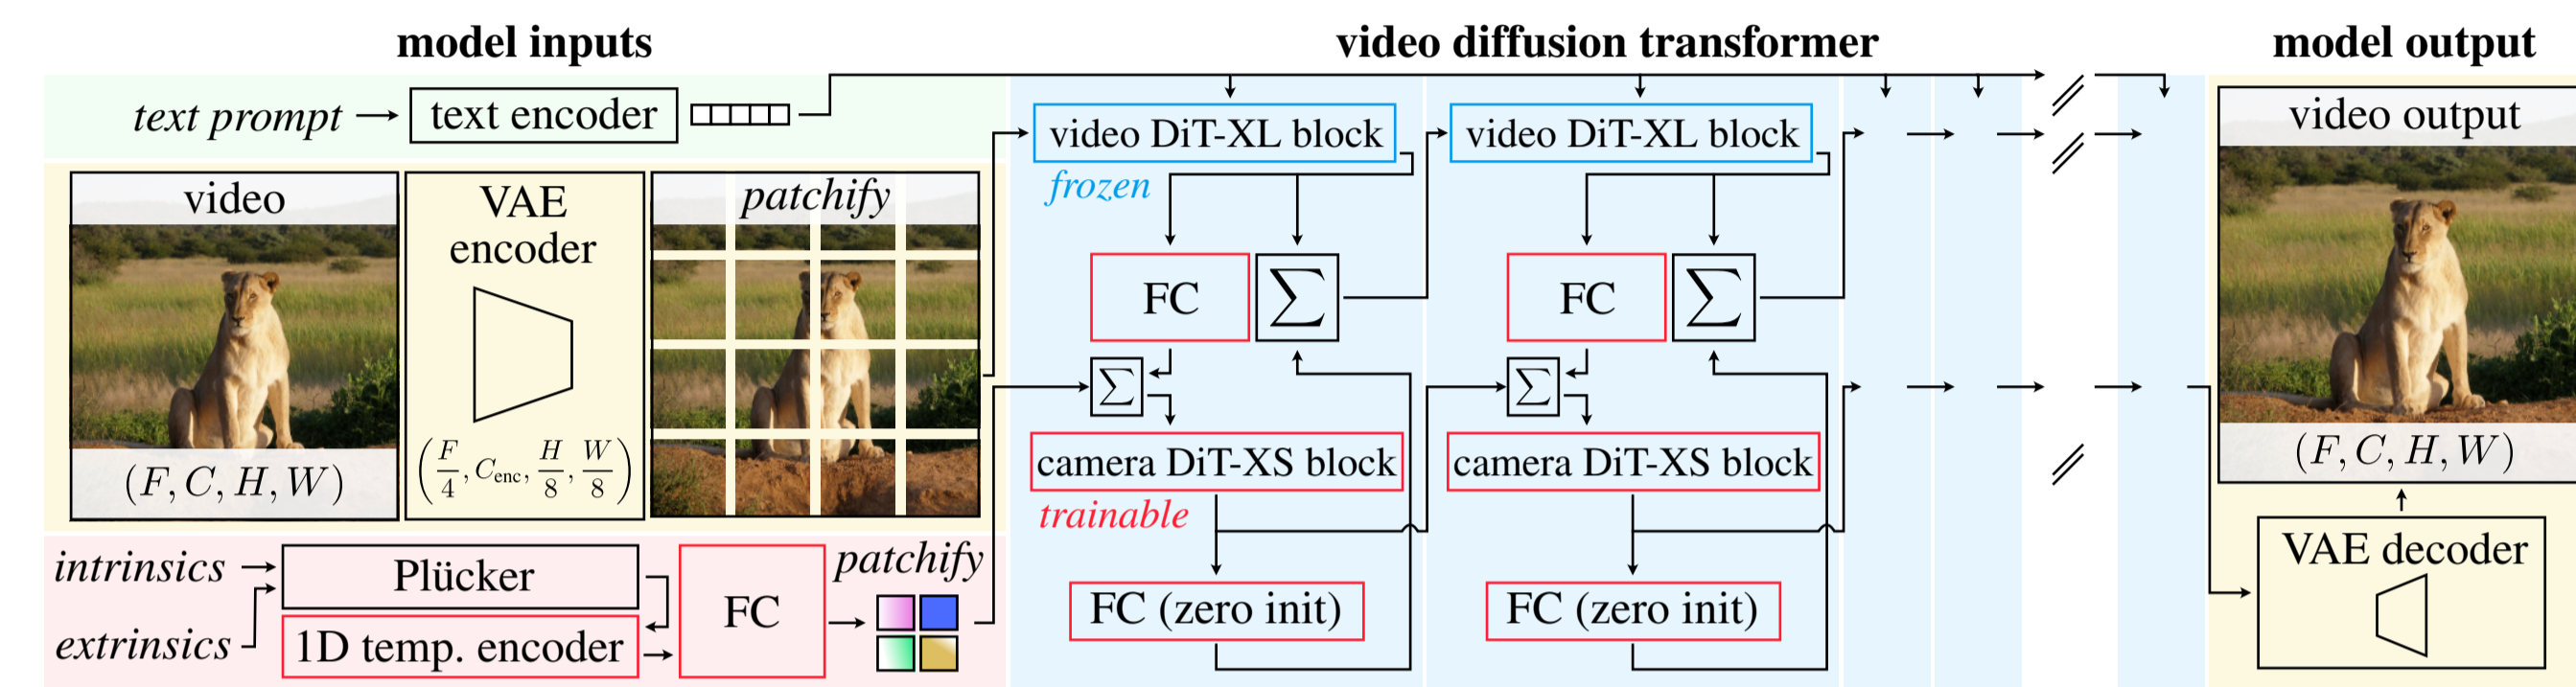 model inputs
video diffusion transformer
model output
text prompt
text encoder
video
VAE
encoder
patchify
(F, C, H, W)
(F/4, C_enc, H/8, W/8)
intrinsics
extrinsics
Plücker
1D temp. encoder
FC
patchify
video DiT-XL block
frozen
FC
∑
∑
camera DiT-XS block
trainable
FC (zero init)
video DiT-XL block
FC
∑
∑
camera DiT-XS block
FC (zero init)
video output
(F, C, H, W)
VAE decoder